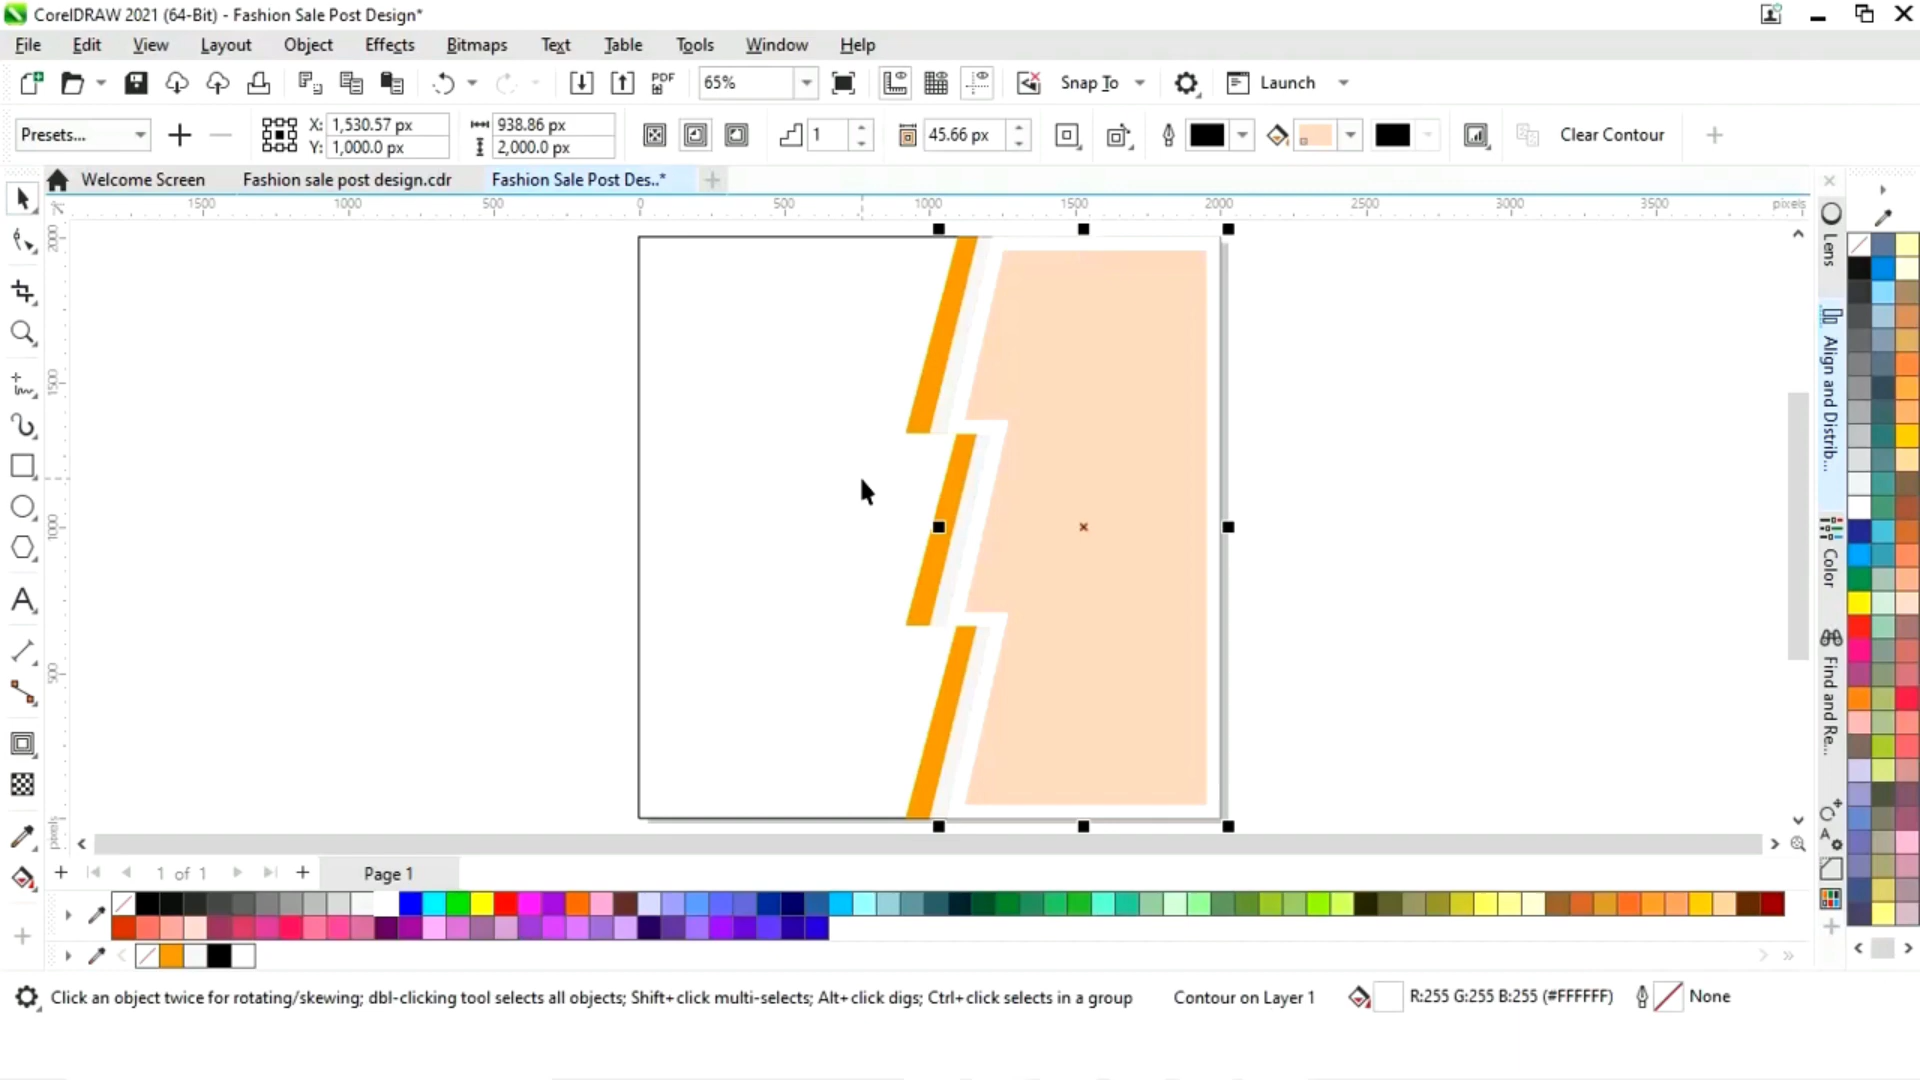 CorelDRAW 2021 (64-Bit) - Fashion Sale Post Design*
File Edit View Layout Object Effects Bitmaps Text Table Tools Window Help
PDF 65% Snap To Launch
Presets... X: 1,530.57 px 938.86 px 1 45.66 px Clear Contour
Y: 1,000.0 px 2,000.0 px
Welcome Screen Fashion sale post design.cdr Fashion Sale Post Des..*
1500 1000 500 0 500 1000 1500 2000 2500 3000 3500 pixels
2000
1500
1000
500
pixels
Lens
Align and Distrib...
Color
Find and Re...
1 of 1 Page 1
Click an object twice for rotating/skewing; dbl-clicking tool selects all objects; Shift+click multi-selects; Alt+click digs; Ctrl+click selects in a group Contour on Layer 1 R:255 G:255 B:255 (#FFFFFF) None